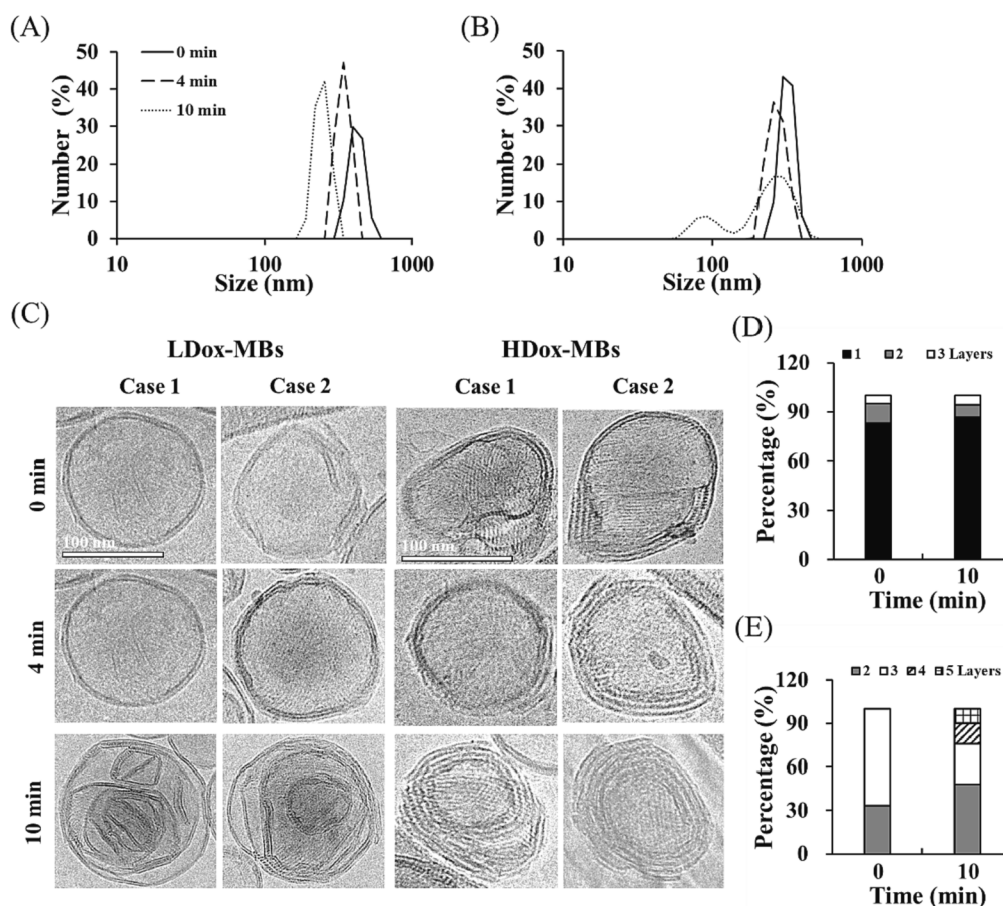 (A)
50
40
30
20
10
0
Number (%)
0 min
4 min
10 min
10
100
1000
Size (nm)
(B)
50
40
30
20
10
0
Number (%)
10
100
1000
Size (nm)
(C)
LDox-MBs
HDox-MBs
Case 1
Case 2
Case 1
Case 2
0 min
100 nm
100 nm
4 min
10 min
(D)
1 2 3 Layers
120
90
60
30
0
Percentage (%)
0
10
Time (min)
(E)
2 3 4 5 Layers
120
90
60
30
0
Percentage (%)
0
10
Time (min)